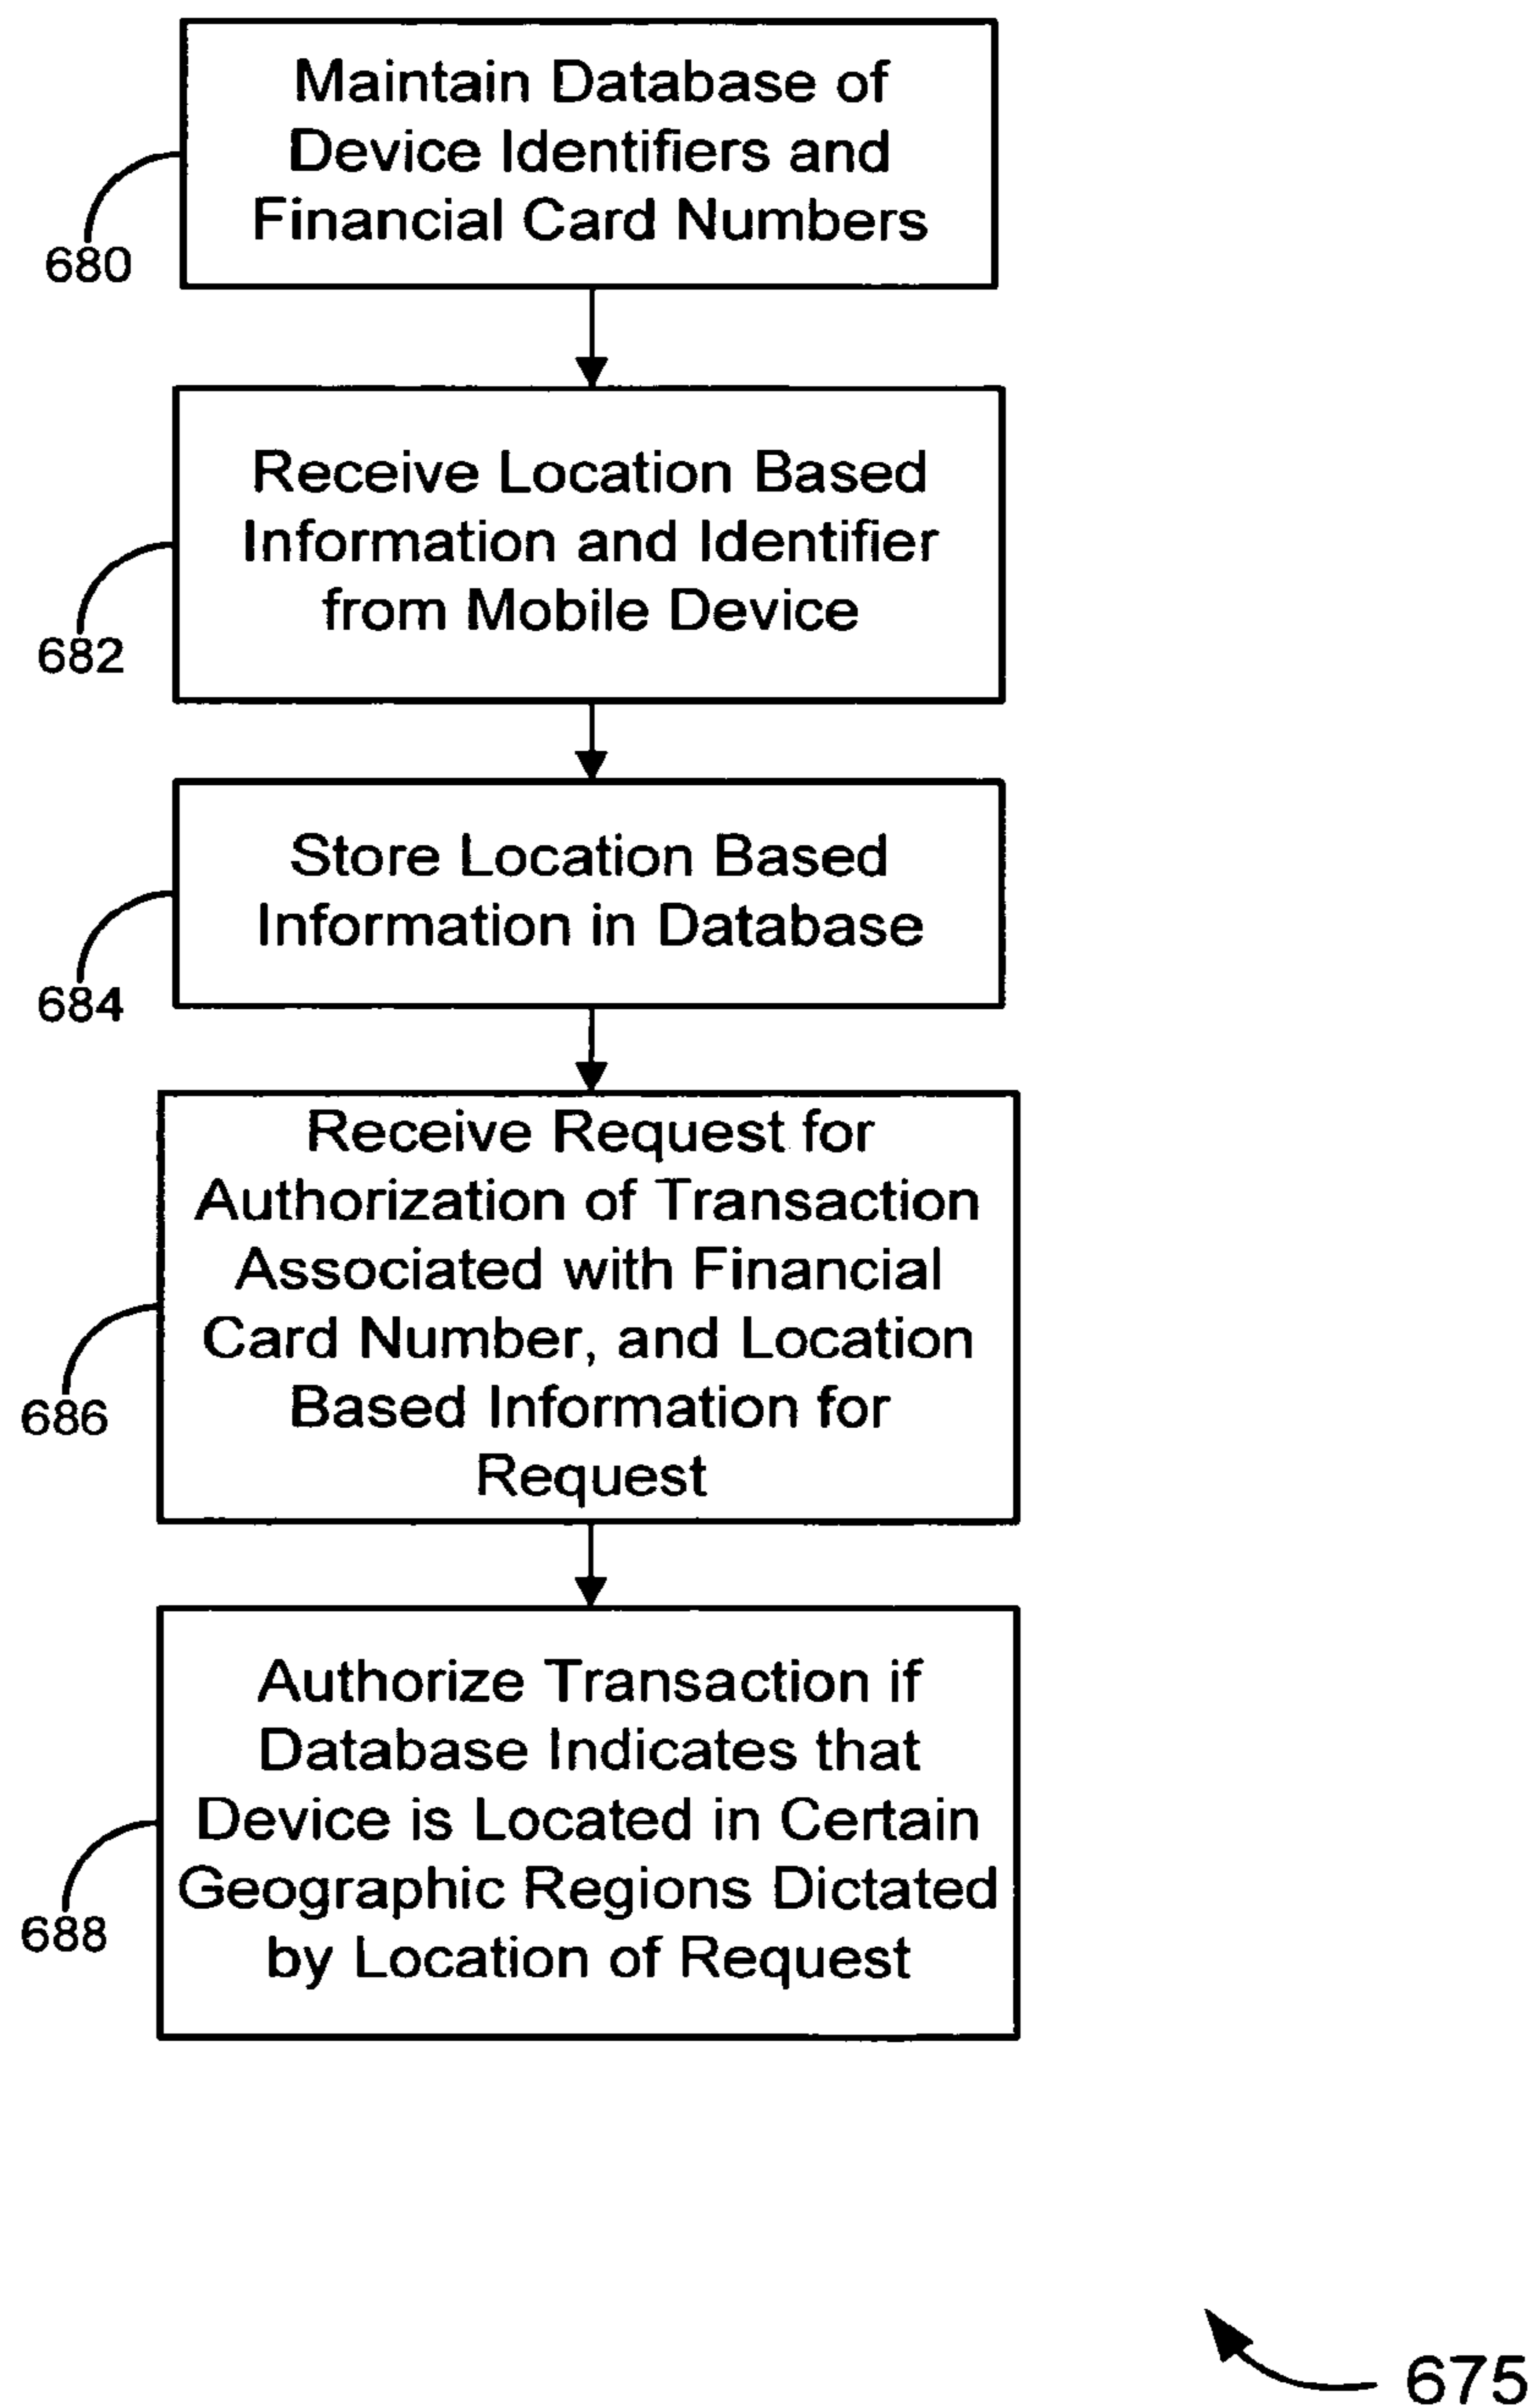 Maintain Database of
Device Identifiers and
Financial Card Numbers
680
Receive Location Based
Information and Identifier
from Mobile Device
682
Store Location Based
Information in Database
684
Receive Request for
Authorization of Transaction
Associated with Financial
Card Number, and Location
Based Information for
Request
686
Authorize Transaction if
Database Indicates that
Device is Located in Certain
Geographic Regions Dictated
by Location of Request
688
675